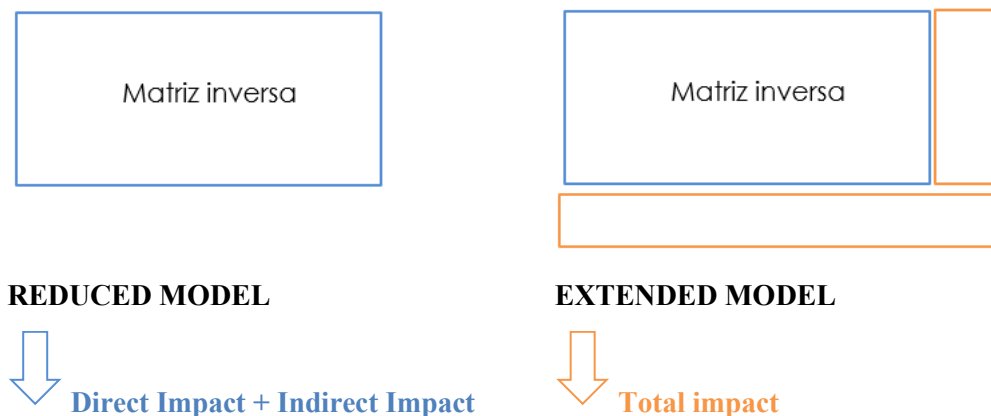 Matriz inversa
Matriz inversa
REDUCED MODEL
EXTENDED MODEL
Direct Impact + Indirect Impact
Total impact